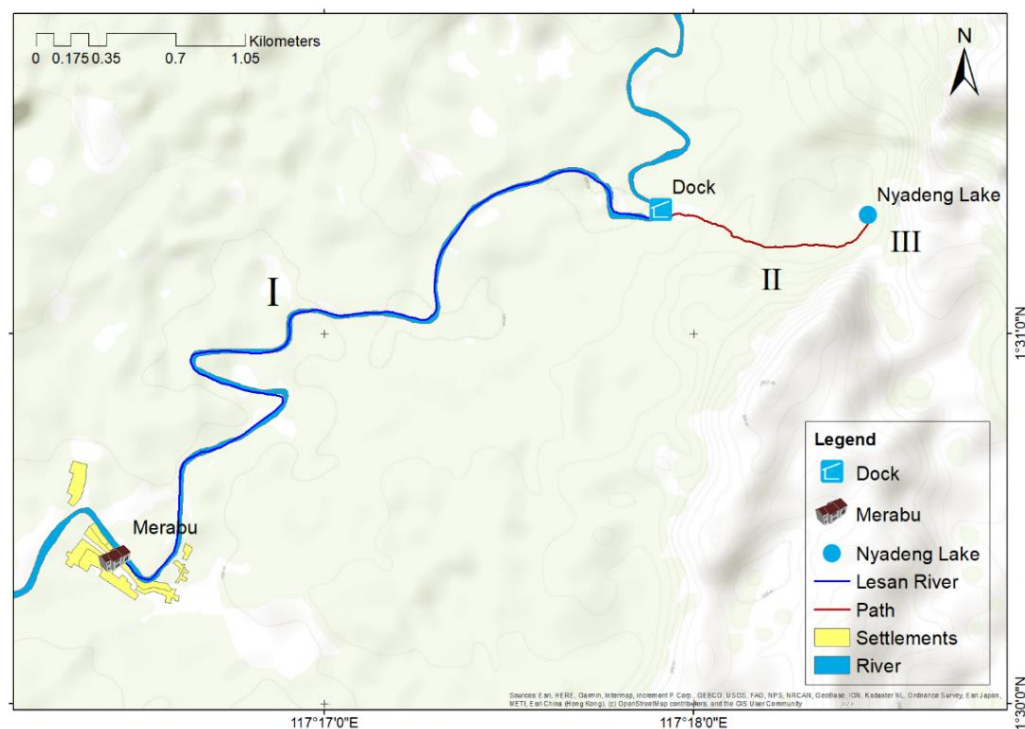 Kilometers
0 0.175 0.35 0.7 1.05
N
Dock
Nyadeng Lake
III
II
I
1°31'0"N
Merabu
Legend
Dock
Merabu
Nyadeng Lake
Lesan River
Path
Settlements
River
Sources: Esri, HERE, Garmin, Intermap, increment P Corp., GEBCO, USGS, FAO, NPS, NRCAN, GeoBase, IGN, Kadaster NL, Ordnance Survey, Esri Japan,
METI, Esri China (Hong Kong), (c) OpenStreetMap contributors, and the GIS User Community
1°30'0"N
117°17'0"E
117°18'0"E